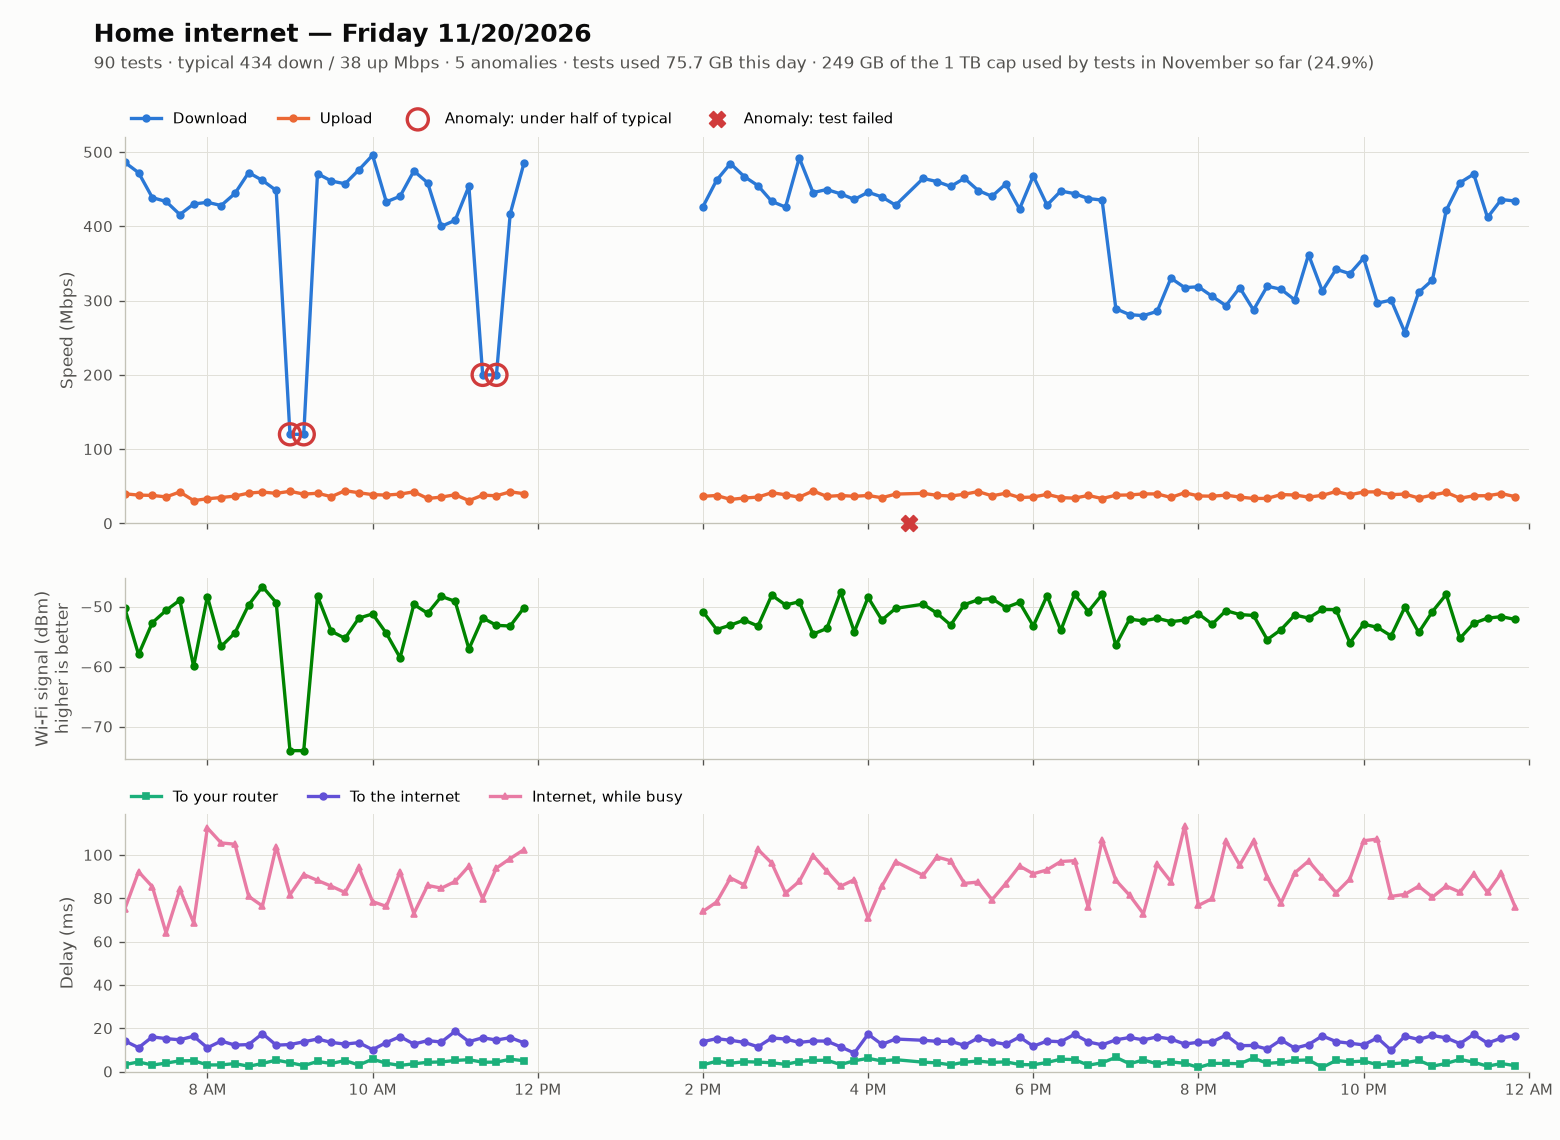 Home internet — Friday 11/20/2026
90 tests · typical 434 down / 38 up Mbps · 5 anomalies · tests used 75.7 GB this day · 249 GB of the 1 TB cap used by tests in November so far (24.9%)
Download Upload Anomaly: under half of typical Anomaly: test failed
Speed (Mbps)
500
400
300
200
100
0
Wi-Fi signal (dBm)
higher is better
−50
−60
−70
To your router To the internet Internet, while busy
Delay (ms)
100
80
60
40
20
0
8 AM 10 AM 12 PM 2 PM 4 PM 6 PM 8 PM 10 PM 12 AM